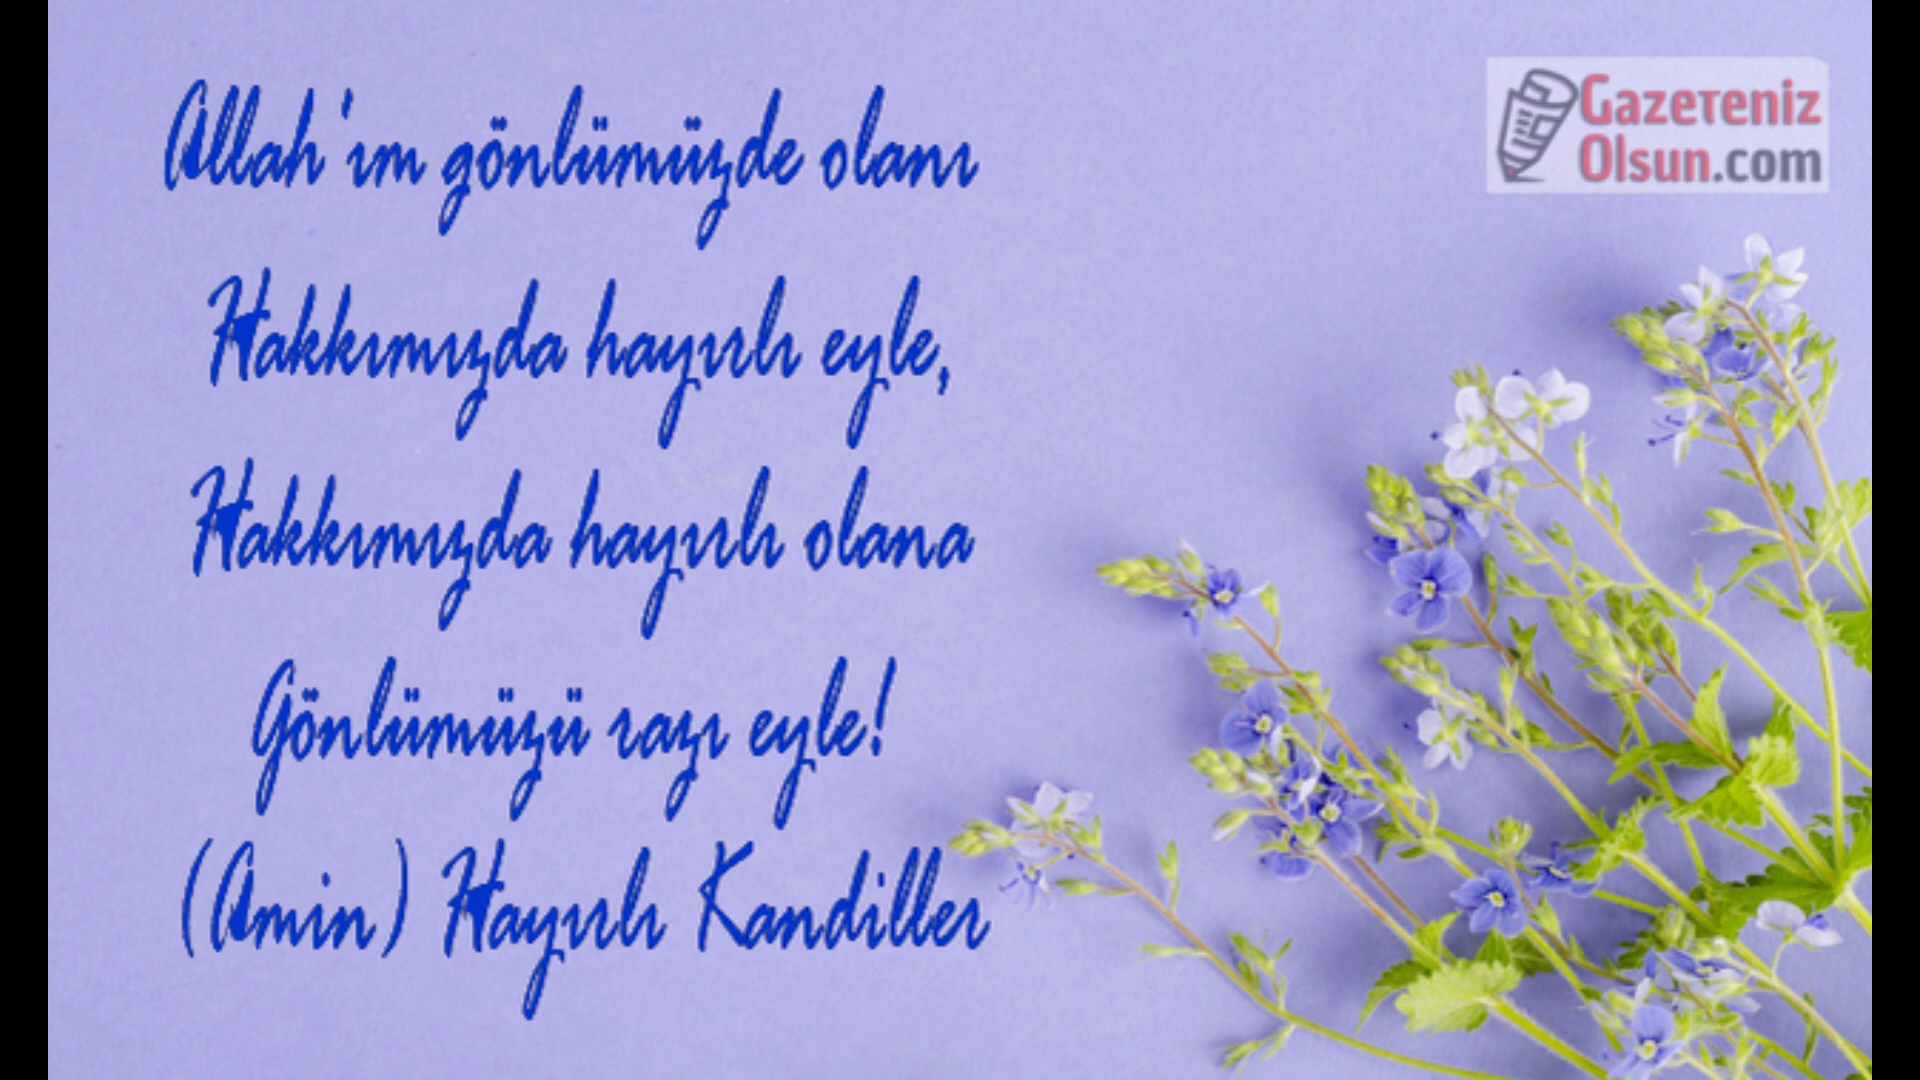 Allah'ım gönlümüzde olanı
Hakkımızda hayırlı eyle,
Hakkımızda hayırlı olana
Gönlümüzü razı eyle!
(Amin) Hayırlı Kandiller
Gazeteniz
Olsun.com